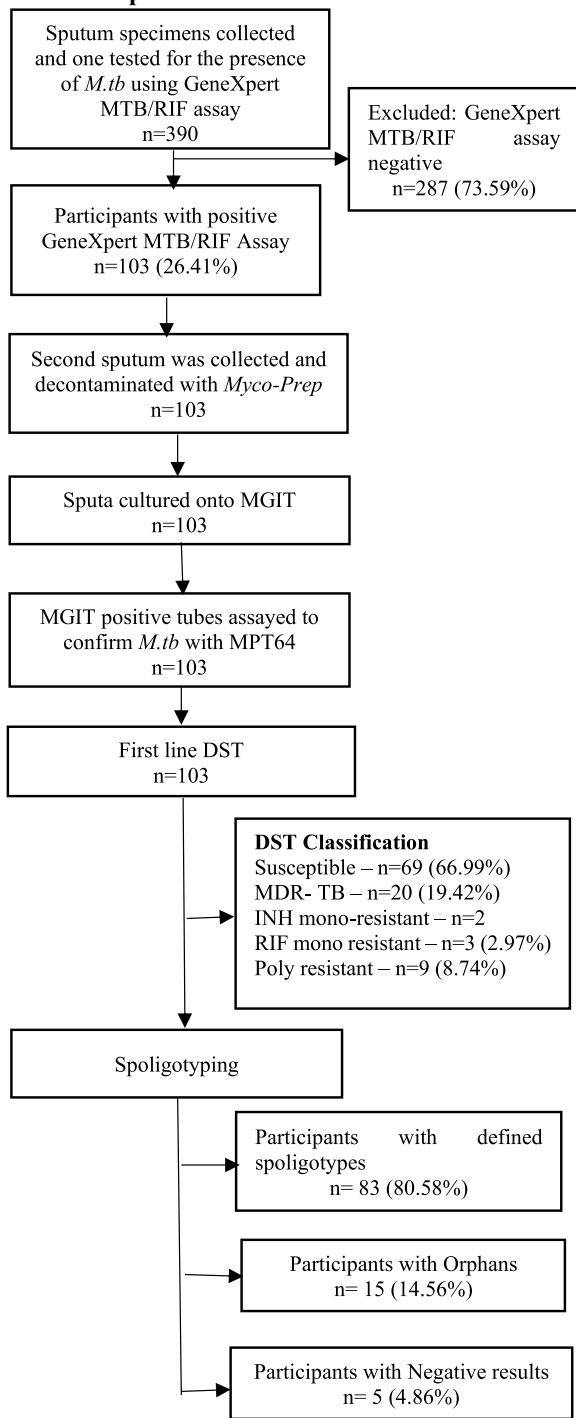 Sputum specimens collected
and one tested for the presence
of M.tb using GeneXpert
MTB/RIF assay
n=390
Excluded: GeneXpert
MTB/RIF assay
negative
n=287 (73.59%)
Participants with positive
GeneXpert MTB/RIF Assay
n=103 (26.41%)
Second sputum was collected and
decontaminated with Myco-Prep
n=103
Sputa cultured onto MGIT
n=103
MGIT positive tubes assayed to
confirm M.tb with MPT64
n=103
First line DST
n=103
DST Classification
Susceptible – n=69 (66.99%)
MDR- TB – n=20 (19.42%)
INH mono-resistant – n=2
RIF mono resistant – n=3 (2.97%)
Poly resistant – n=9 (8.74%)
Spoligotyping
Participants with defined
spoligotypes
n= 83 (80.58%)
Participants with Orphans
n= 15 (14.56%)
Participants with Negative results
n= 5 (4.86%)